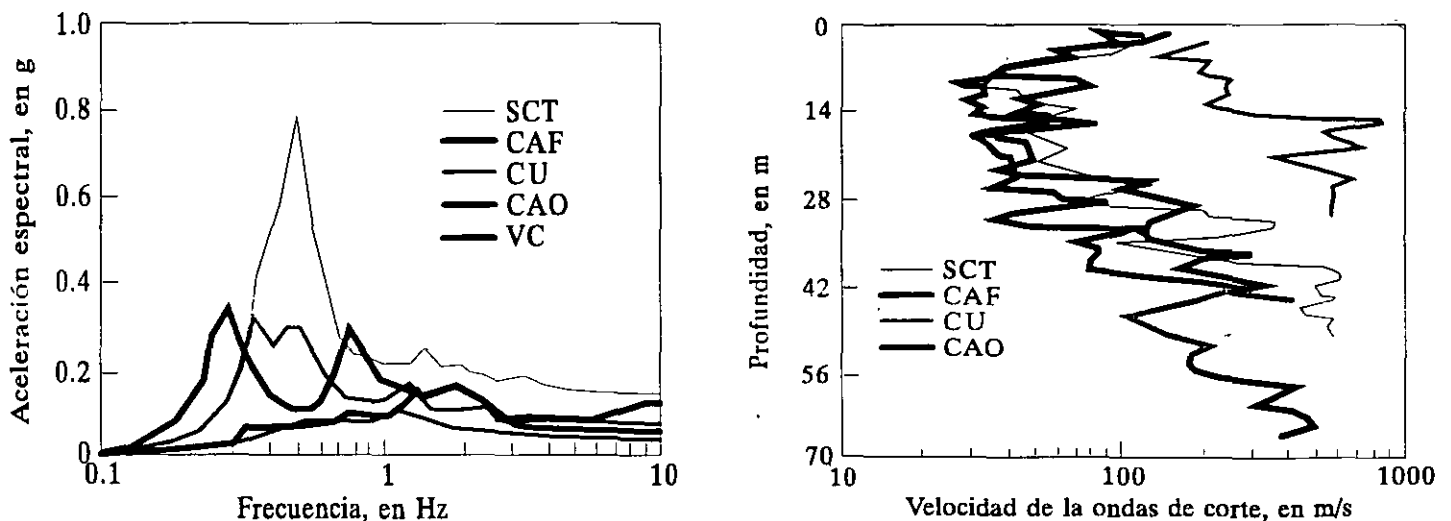 Aceleración espectral, en g
1.0
0.8
0.6
0.4
0.2
0
SCT
CAF
CU
CAO
VC
0.1
1
10
Frecuencia, en Hz
Profundidad, en m
0
14
28
42
56
70
SCT
CAF
CU
CAO
10
100
1000
Velocidad de la ondas de corte, en m/s